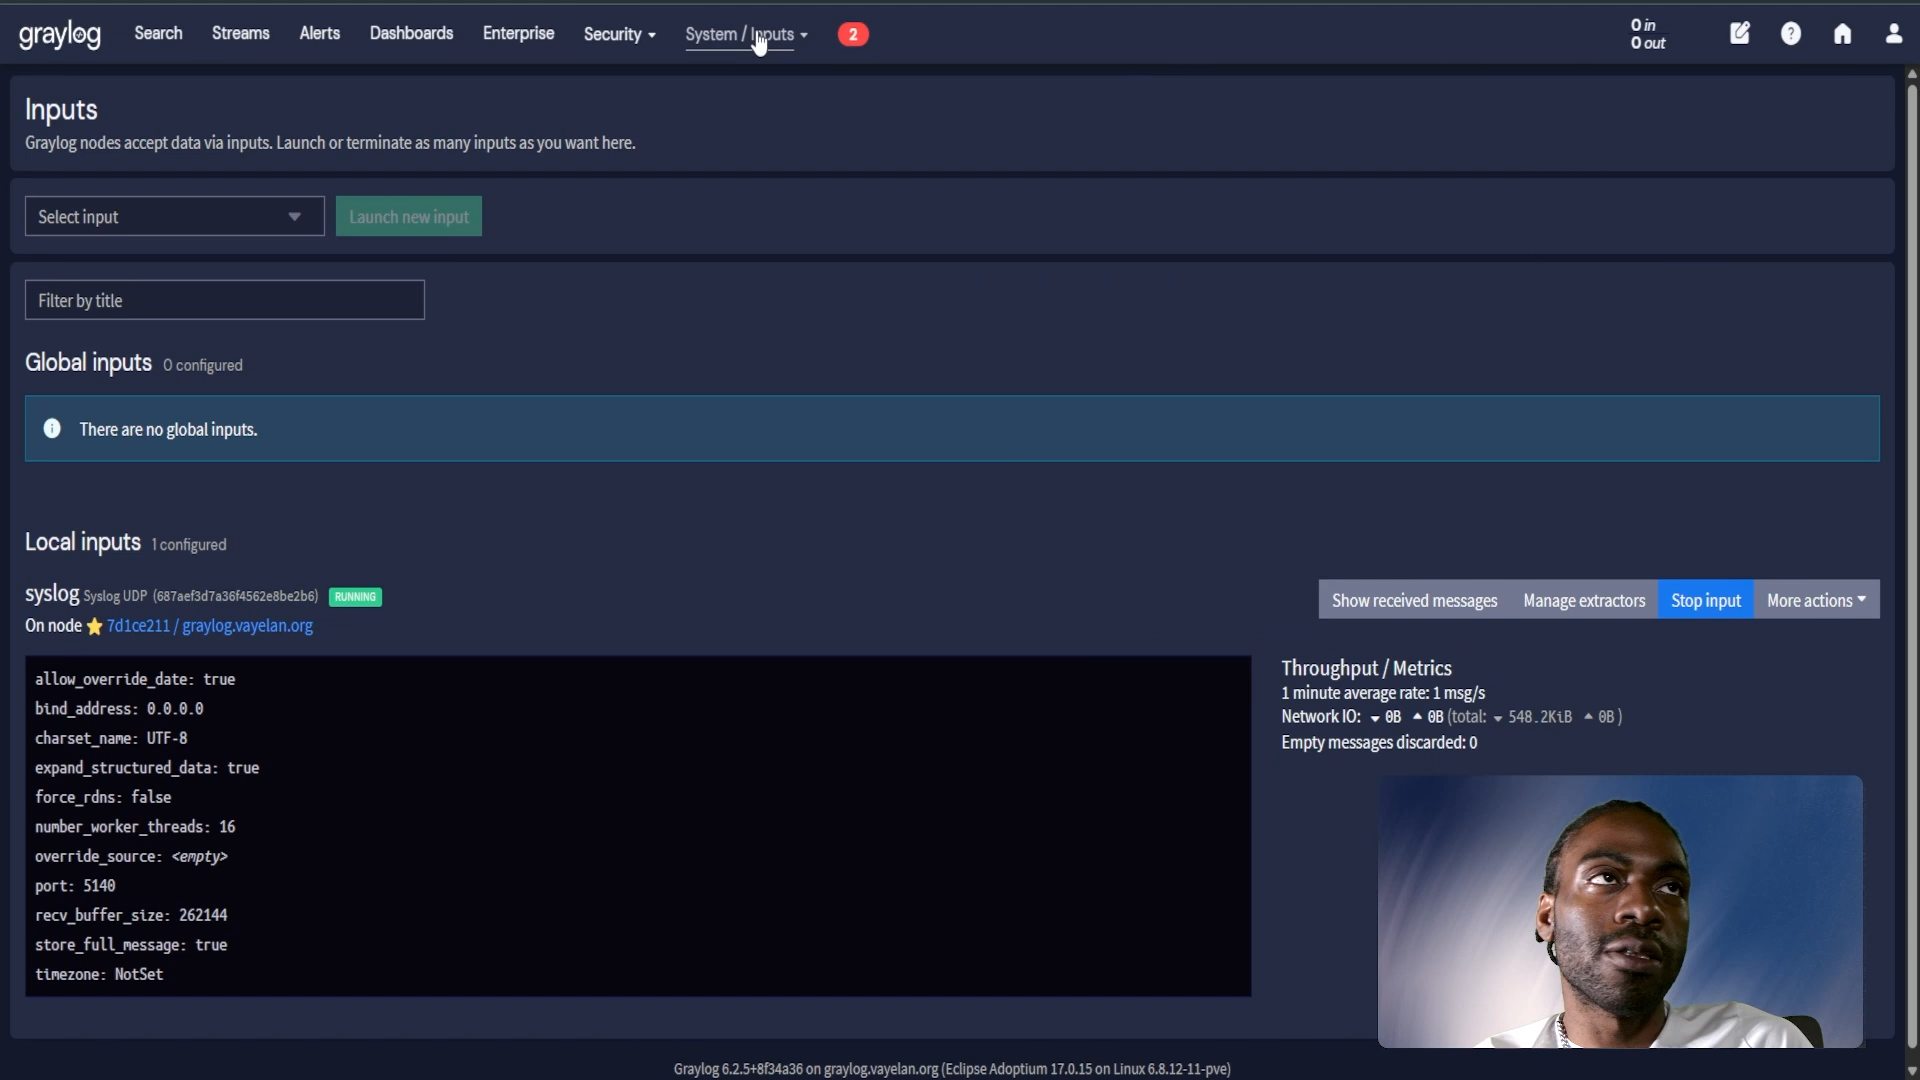 graylog Search Streams Alerts Dashboards Enterprise Security System / Inputs 2 0 in
0 out
Inputs
Graylog nodes accept data via inputs. Launch or terminate as many inputs as you want here.
Select input Launch new input
Filter by title
Global inputs 0 configured
There are no global inputs.
Local inputs 1 configured
syslog Syslog UDP (687aef3d7a36f4562e8be2b6) RUNNING
Show received messages Manage extractors Stop input More actions
On node 7d1ce211 / graylog.vayelan.org
allow_override_date: true
bind_address: 0.0.0.0
charset_name: UTF-8
expand_structured_data: true
force_rdns: false
number_worker_threads: 16
override_source: <empty>
port: 5140
recv_buffer_size: 262144
store_full_message: true
timezone: NotSet
Throughput / Metrics
1 minute average rate: 1 msg/s
Network IO: 0B 0B (total: 548.2KiB 0B )
Empty messages discarded: 0
Graylog 6.2.5+8f34a36 on graylog.vayelan.org (Eclipse Adoptium 17.0.15 on Linux 6.8.12-11-pve)